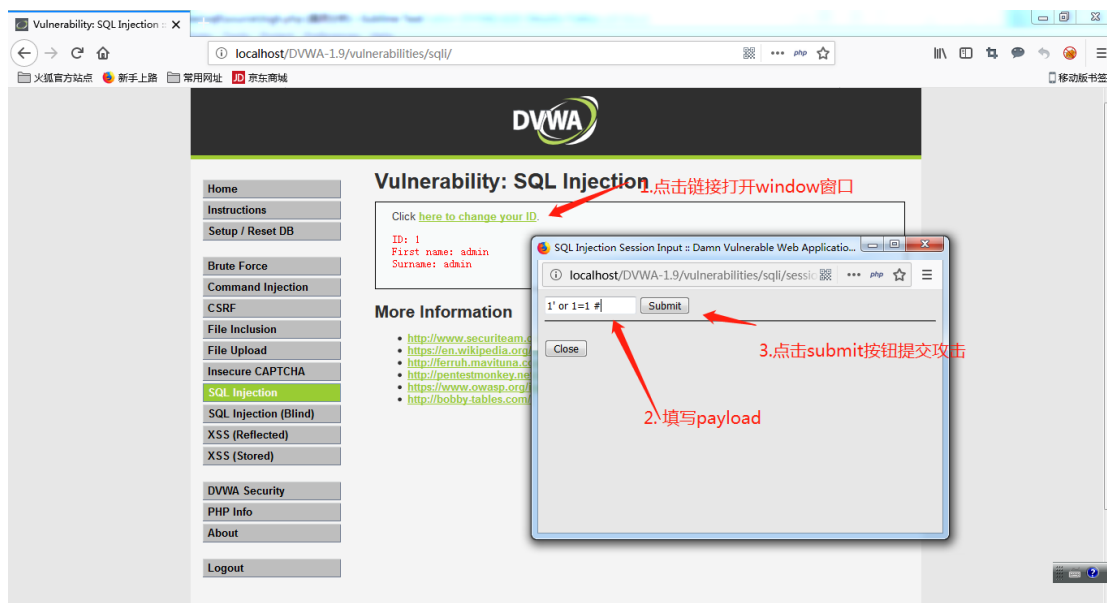 Vulnerability: SQL Injection ::
localhost/DVWA-1.9/vulnerabilities/sqli/
php
火狐官方站点 新手上路 常用网址 JD 京东商城 移动版书签
DVWA
Home
Instructions
Setup / Reset DB
Brute Force
Command Injection
CSRF
File Inclusion
File Upload
Insecure CAPTCHA
SQL Injection
SQL Injection (Blind)
XSS (Reflected)
XSS (Stored)
DVWA Security
PHP Info
About
Logout
Vulnerability: SQL Injection
1.点击链接打开window窗口
Click here to change your ID.
ID: 1
First name: admin
Surname: admin
More Information
http://www.securiteam.
https://en.wikipedia.org
http://ferruh.mavituna.co
http://pentestmonkey.ne
https://www.owasp.org/
http://bobby-tables.com/
SQL Injection Session Input :: Damn Vulnerable Web Applicatio...
localhost/DVWA-1.9/vulnerabilities/sqli/sessio
php
1' or 1=1 #
Submit
Close
3.点击submit按钮提交攻击
2. 填写payload